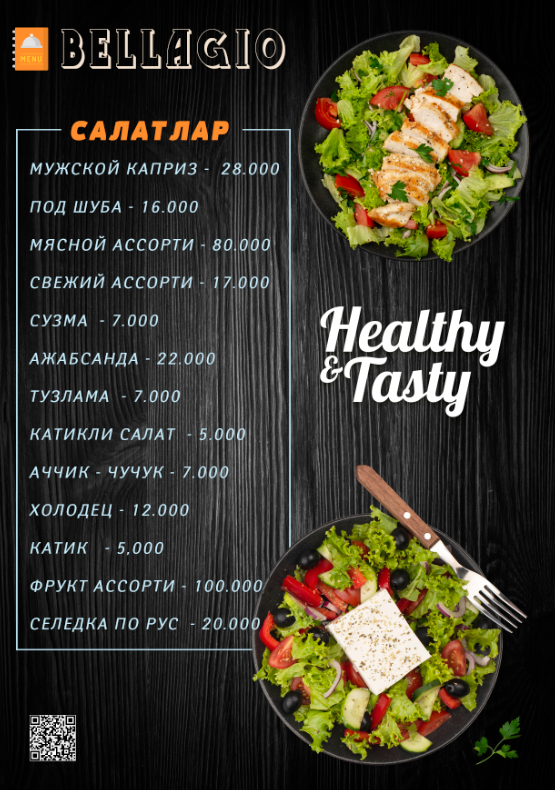 MENU
BELLAGIO
САЛАТЛАР
МУЖСКОЙ КАПРИЗ - 28.000
ПОД ШУБА - 16.000
МЯСНОЙ АССОРТИ - 80.000
СВЕЖИЙ АССОРТИ - 17.000
СУЗМА - 7.000
АЖАБСАНДА - 22.000
ТУЗЛАМА - 7.000
КАТИКЛИ САЛАТ - 5.000
АЧЧИК - ЧУЧУК - 7.000
ХОЛОДЕЦ - 12.000
КАТИК - 5,000
ФРУКТ АССОРТИ - 100.000
СЕЛЕДКА ПО РУС - 20.000
Healthy
& Tasty